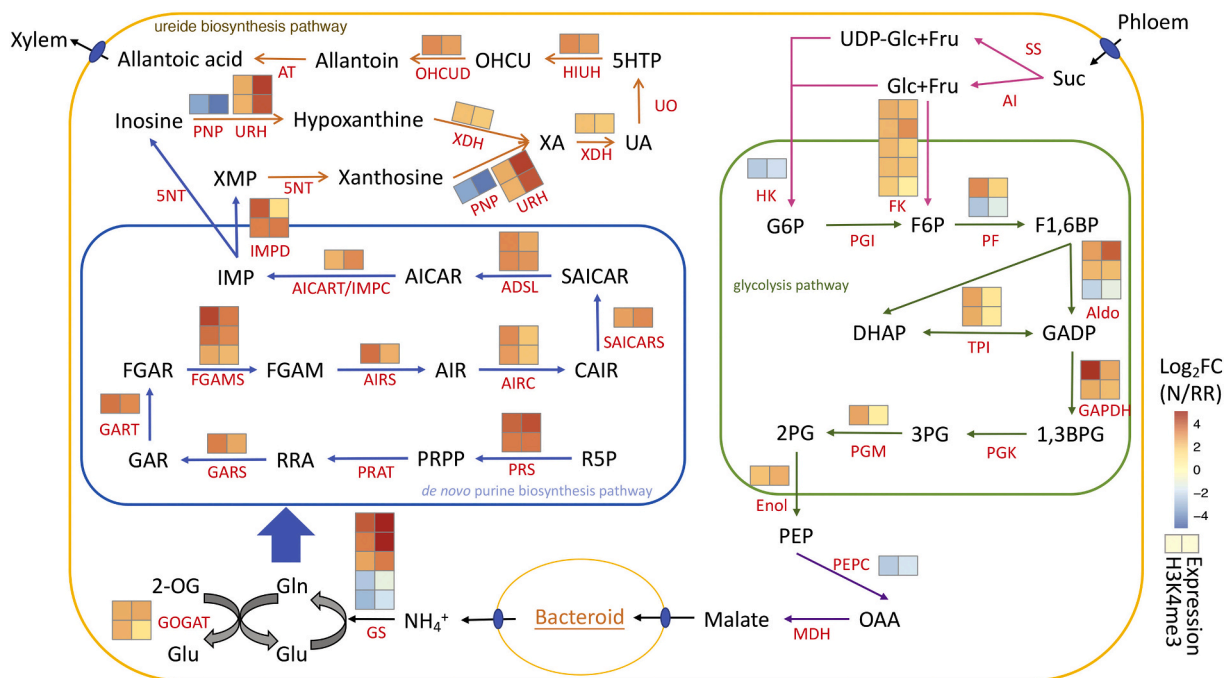 ureide biosynthesis pathway
Phloem
Xylem
Allantoic acid
AT
Allantoin
OHCUD
OHCU
HIUH
5HTP
UDP-Glc+Fru
SS
Suc
Glc+Fru
AI
UO
Inosine
PNP
URH
Hypoxanthine
XDH
XA
XDH
UA
5NT
XMP
5NT
Xanthosine
PNP
URH
HK
FK
IMPD
G6P
PGI
F6P
PF
F1,6BP
IMP
AICART/IMPC
AICAR
ADSL
SAICAR
glycolysis pathway
Aldo
DHAP
TPI
GADP
SAICARS
FGAR
FGAMS
FGAM
AIRS
AIR
AIRC
CAIR
GART
GAPDH
GAR
GARS
RRA
PRAT
PRPP
PRS
R5P
2PG
PGM
3PG
PGK
1,3BPG
de novo purine biosynthesis pathway
Enol
PEP
PEPC
2-OG
Gln
GOGAT
Glu
Glu
GS
NH₄⁺
Bacteroid
Malate
MDH
OAA
Log₂FC
(N/RR)
4
2
0
−2
−4
Expression
H3K4me3